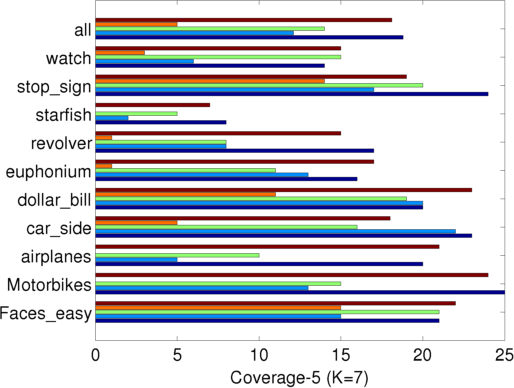 all
watch
stop_sign
starfish
revolver
euphonium
dollar_bill
car_side
airplanes
Motorbikes
Faces_easy
0 5 10 15 20 25
Coverage-5 (K=7)